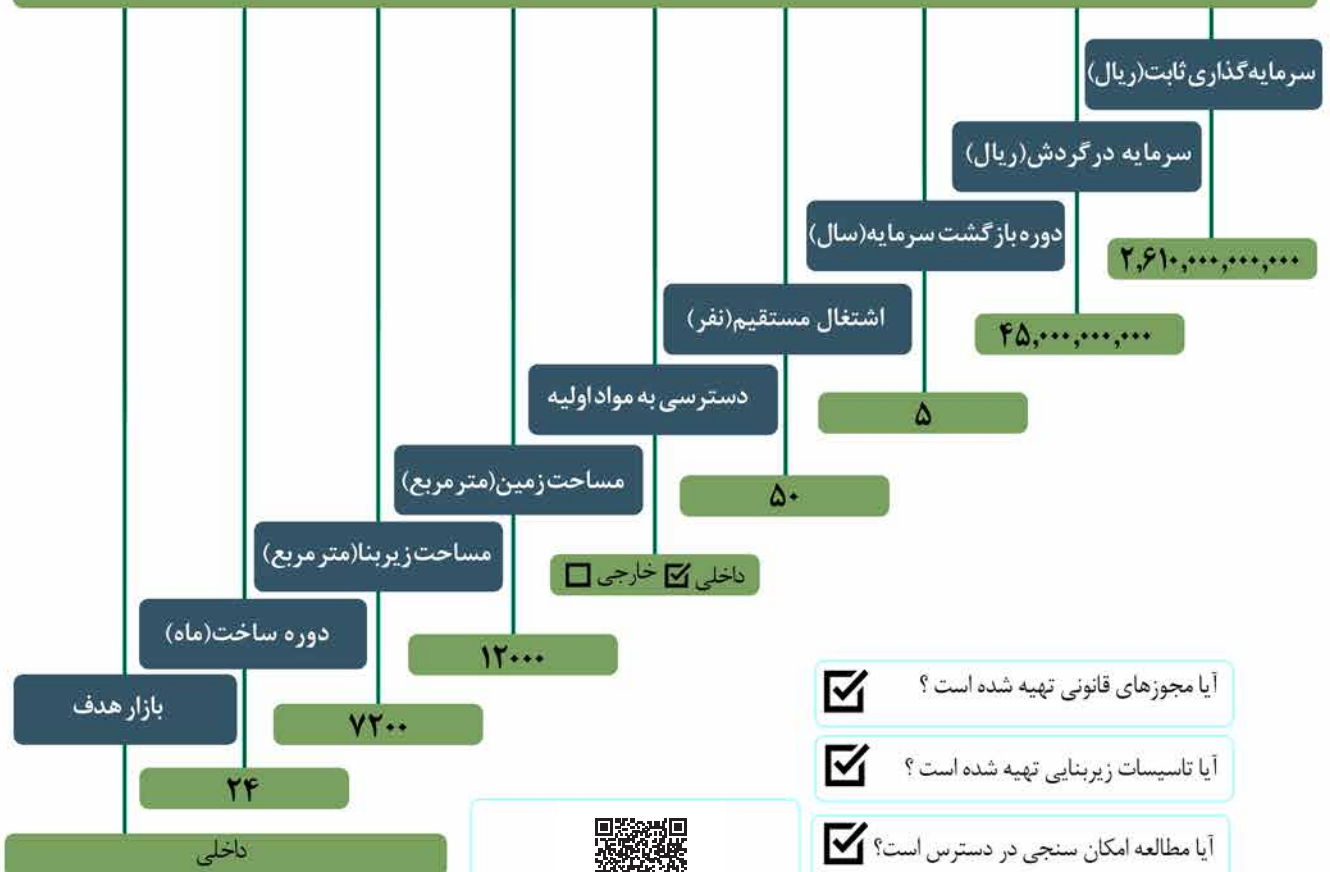 سرمایه‌گذاری ثابت(ریال)
۲,۶۱۰,۰۰۰,۰۰۰,۰۰۰
سرمایه در گردش(ریال)
۴۵,۰۰۰,۰۰۰,۰۰۰
دوره بازگشت سرمایه(سال)
۵
اشتغال مستقیم(نفر)
۵۰
دسترسی به مواد اولیه
داخلی ☑ خارجی ☐
مساحت زمین(متر مربع)
۱۲۰۰۰
مساحت زیربنا(متر مربع)
۷۲۰۰
دوره ساخت(ماه)
۲۴
بازار هدف
داخلی
آیا مجوزهای قانونی تهیه شده است ؟ ☑
آیا تاسیسات زیربنایی تهیه شده است ؟ ☑
آیا مطالعه امکان سنجی در دسترس است؟ ☑